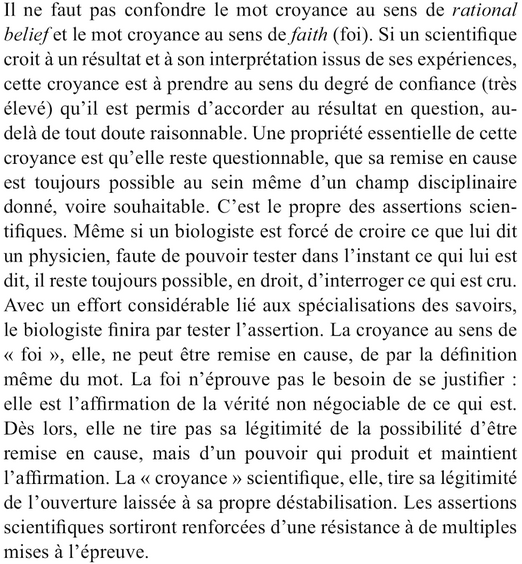 Il ne faut pas confondre le mot croyance au sens de rational
belief et le mot croyance au sens de faith (foi). Si un scientifique
croit à un résultat et à son interprétation issus de ses expériences,
cette croyance est à prendre au sens du degré de confiance (très
élevé) qu'il est permis d'accorder au résultat en question, au-
delà de tout doute raisonnable. Une propriété essentielle de cette
croyance est qu'elle reste questionnable, que sa remise en cause
est toujours possible au sein même d'un champ disciplinaire
donné, voire souhaitable. C'est le propre des assertions scien-
tifiques. Même si un biologiste est forcé de croire ce que lui dit
un physicien, faute de pouvoir tester dans l'instant ce qui lui est
dit, il reste toujours possible, en droit, d'interroger ce qui est cru.
Avec un effort considérable lié aux spécialisations des savoirs,
le biologiste finira par tester l'assertion. La croyance au sens de
« foi », elle, ne peut être remise en cause, de par la définition
même du mot. La foi n'éprouve pas le besoin de se justifier :
elle est l'affirmation de la vérité non négociable de ce qui est.
Dès lors, elle ne tire pas sa légitimité de la possibilité d'être
remise en cause, mais d'un pouvoir qui produit et maintient
l'affirmation. La « croyance » scientifique, elle, tire sa légitimité
de l'ouverture laissée à sa propre déstabilisation. Les assertions
scientifiques sortiront renforcées d'une résistance à de multiples
mises à l'épreuve.